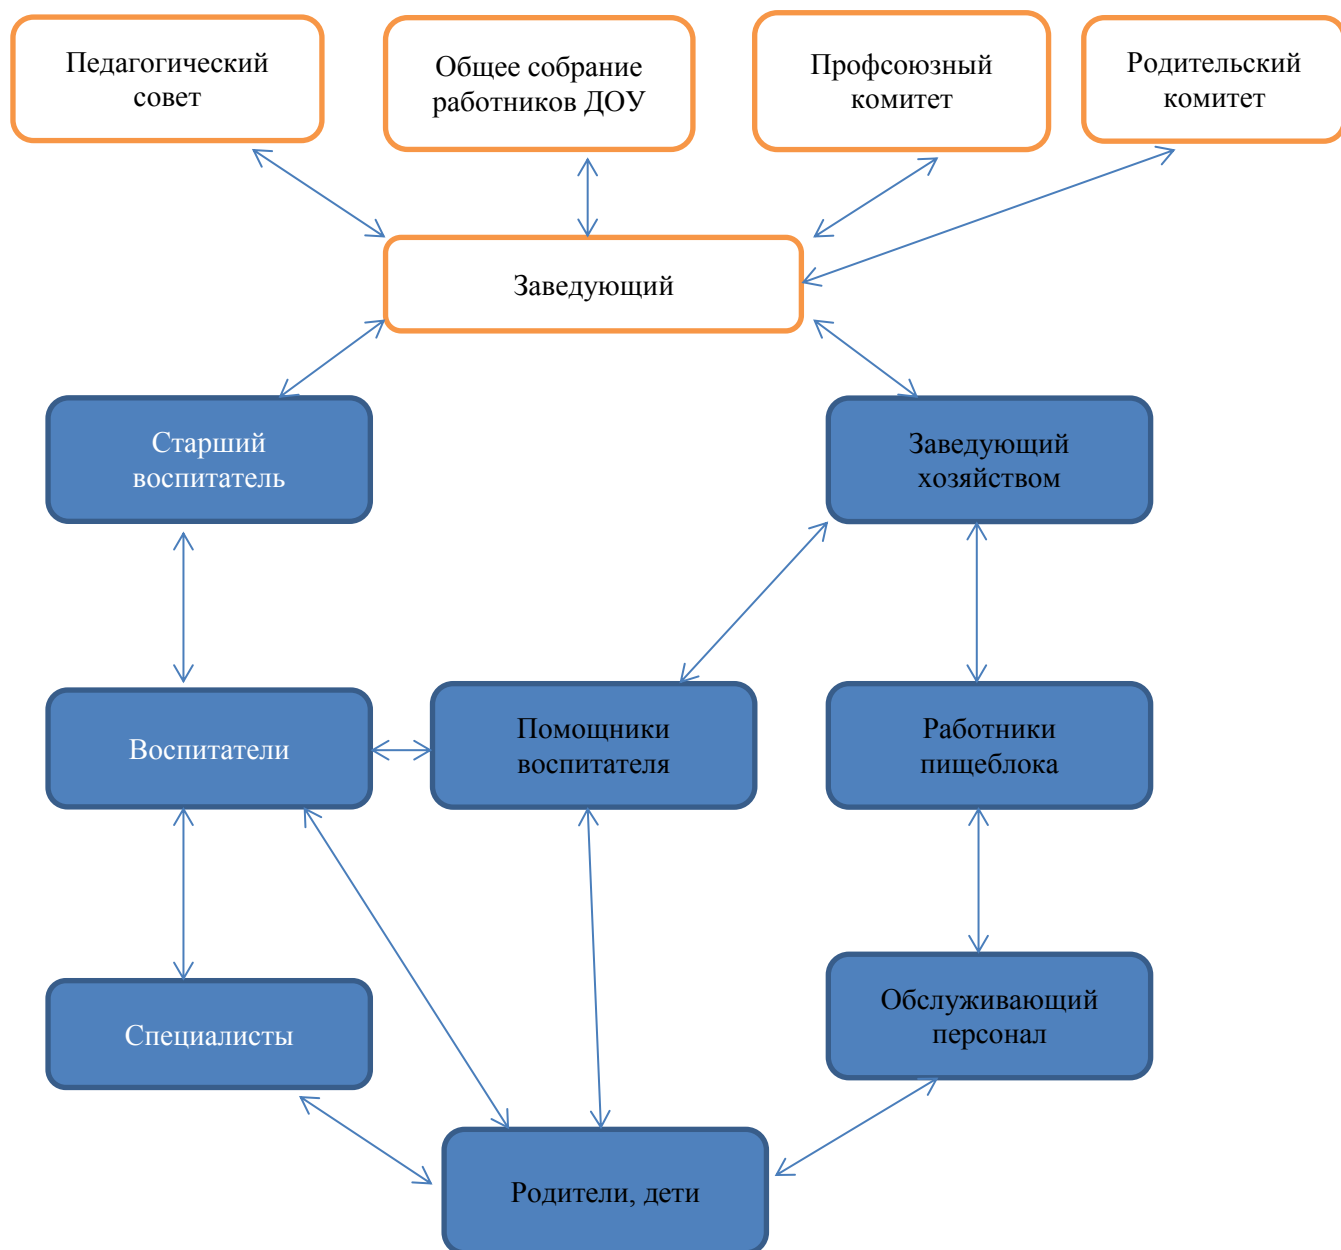 Педагогический
совет
Общее собрание
работников ДОУ
Профсоюзный
комитет
Родительский
комитет
Заведующий
Старший
воспитатель
Заведующий
хозяйством
Воспитатели
Помощники
воспитателя
Работники
пищеблока
Специалисты
Обслуживающий
персонал
Родители, дети